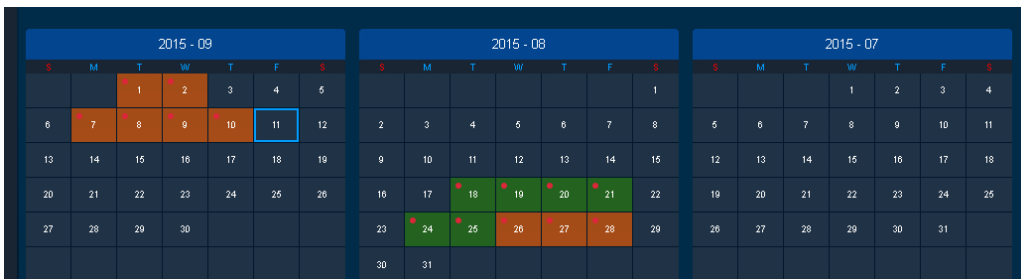 2015 - 09
S M T W T F S
1 2 3 4 5
6 7 8 9 10 11 12
13 14 15 16 17 18 19
20 21 22 23 24 25 26
27 28 29 30
2015 - 08
S M T W T F S
1
2 3 4 5 6 7 8
9 10 11 12 13 14 15
16 17 18 19 20 21 22
23 24 25 26 27 28 29
30 31
2015 - 07
S M T W T F S
1 2 3 4
5 6 7 8 9 10 11
12 13 14 15 16 17 18
19 20 21 22 23 24 25
26 27 28 29 30 31